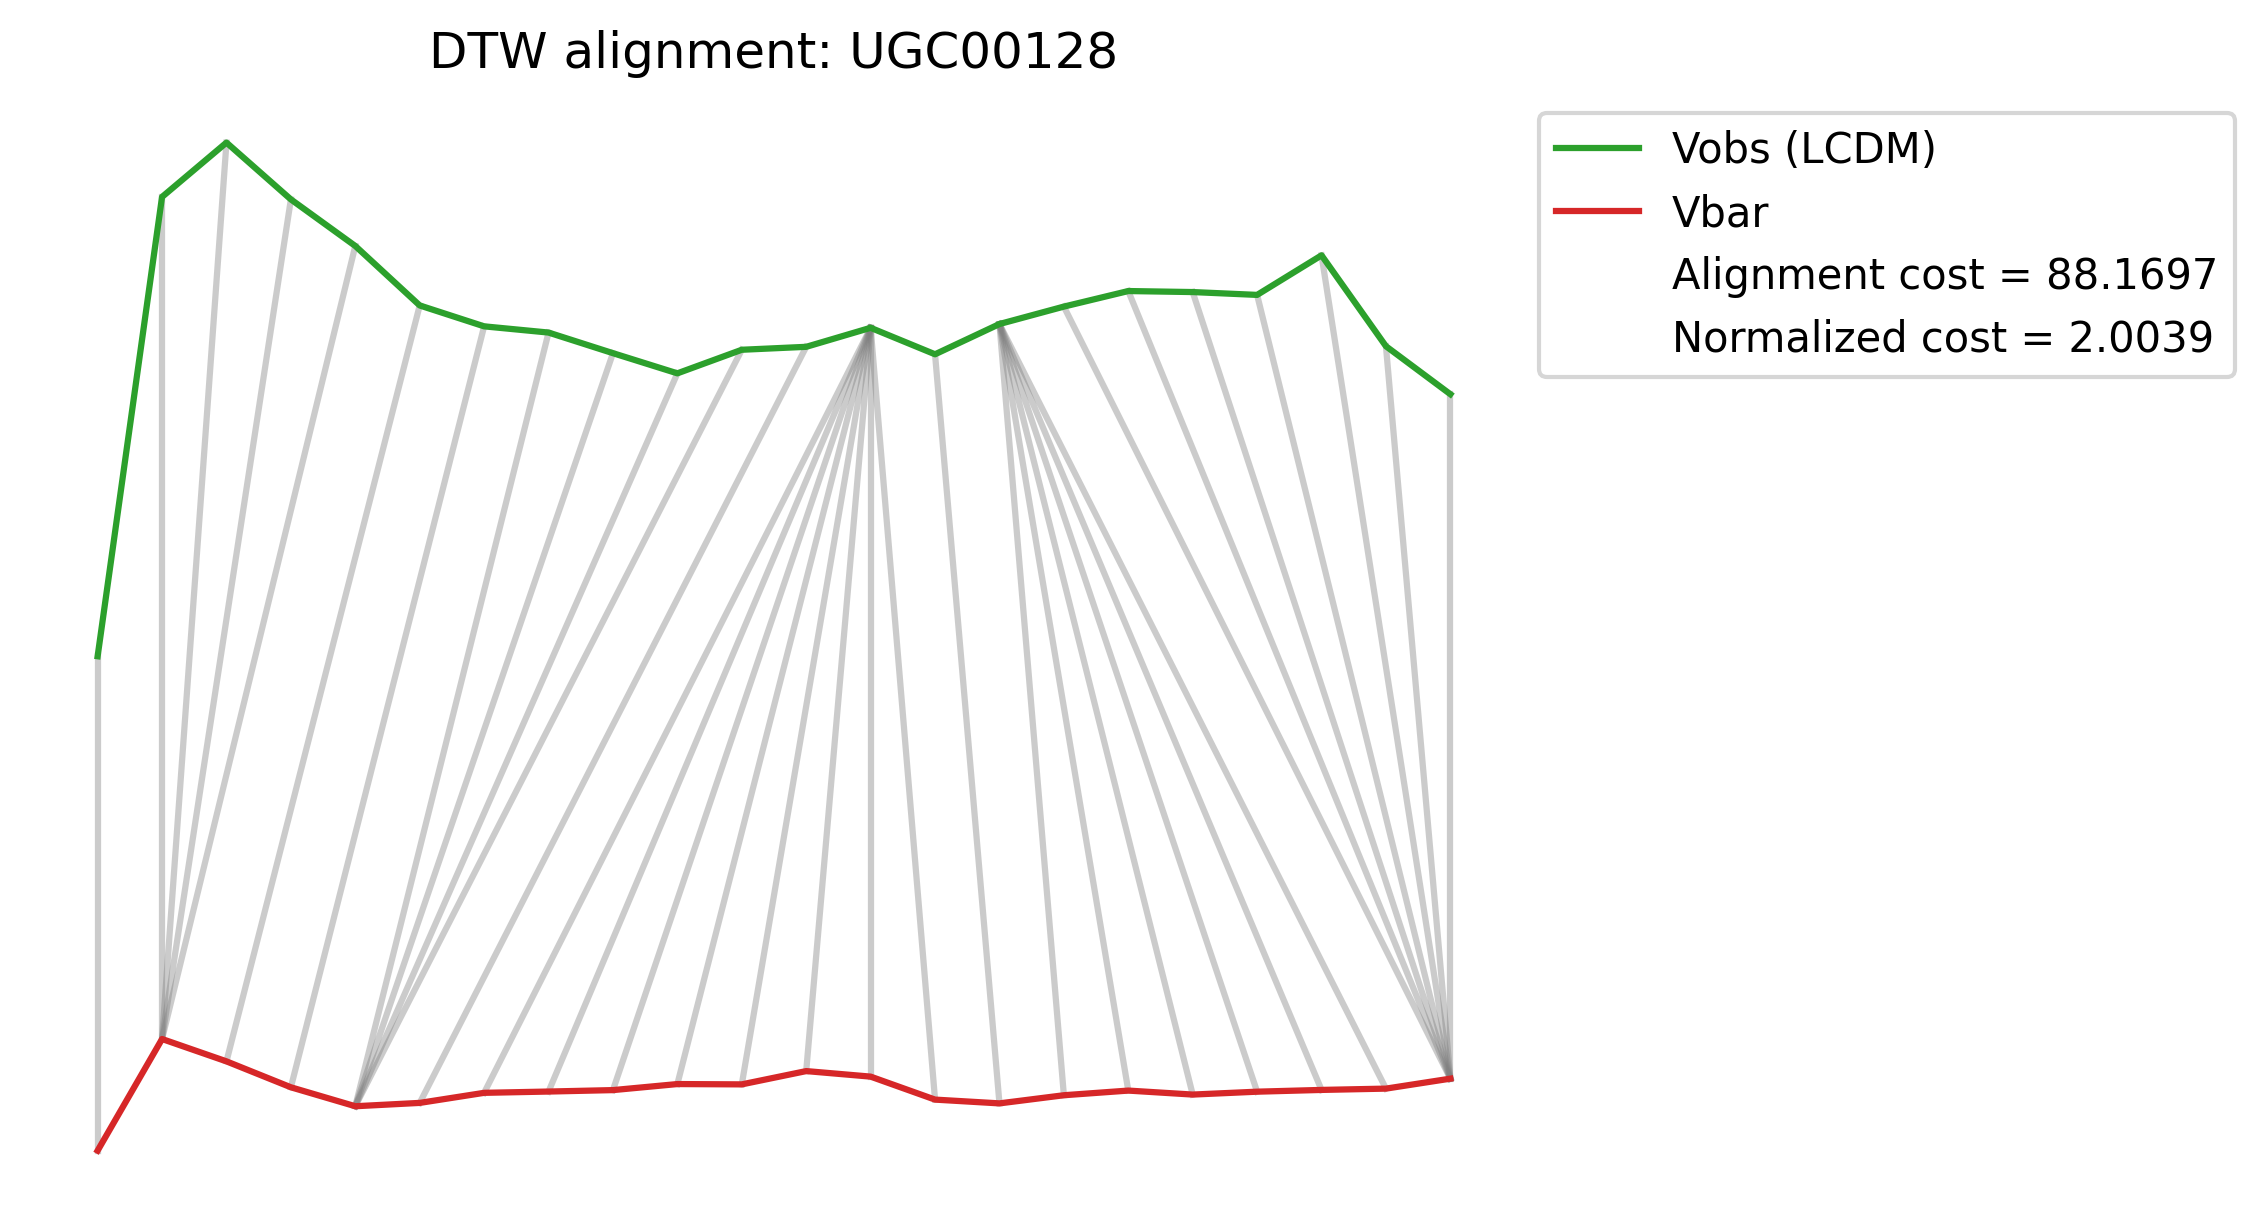 DTW alignment: UGC00128
Vobs (LCDM)
Vbar
Alignment cost = 88.1697
Normalized cost = 2.0039